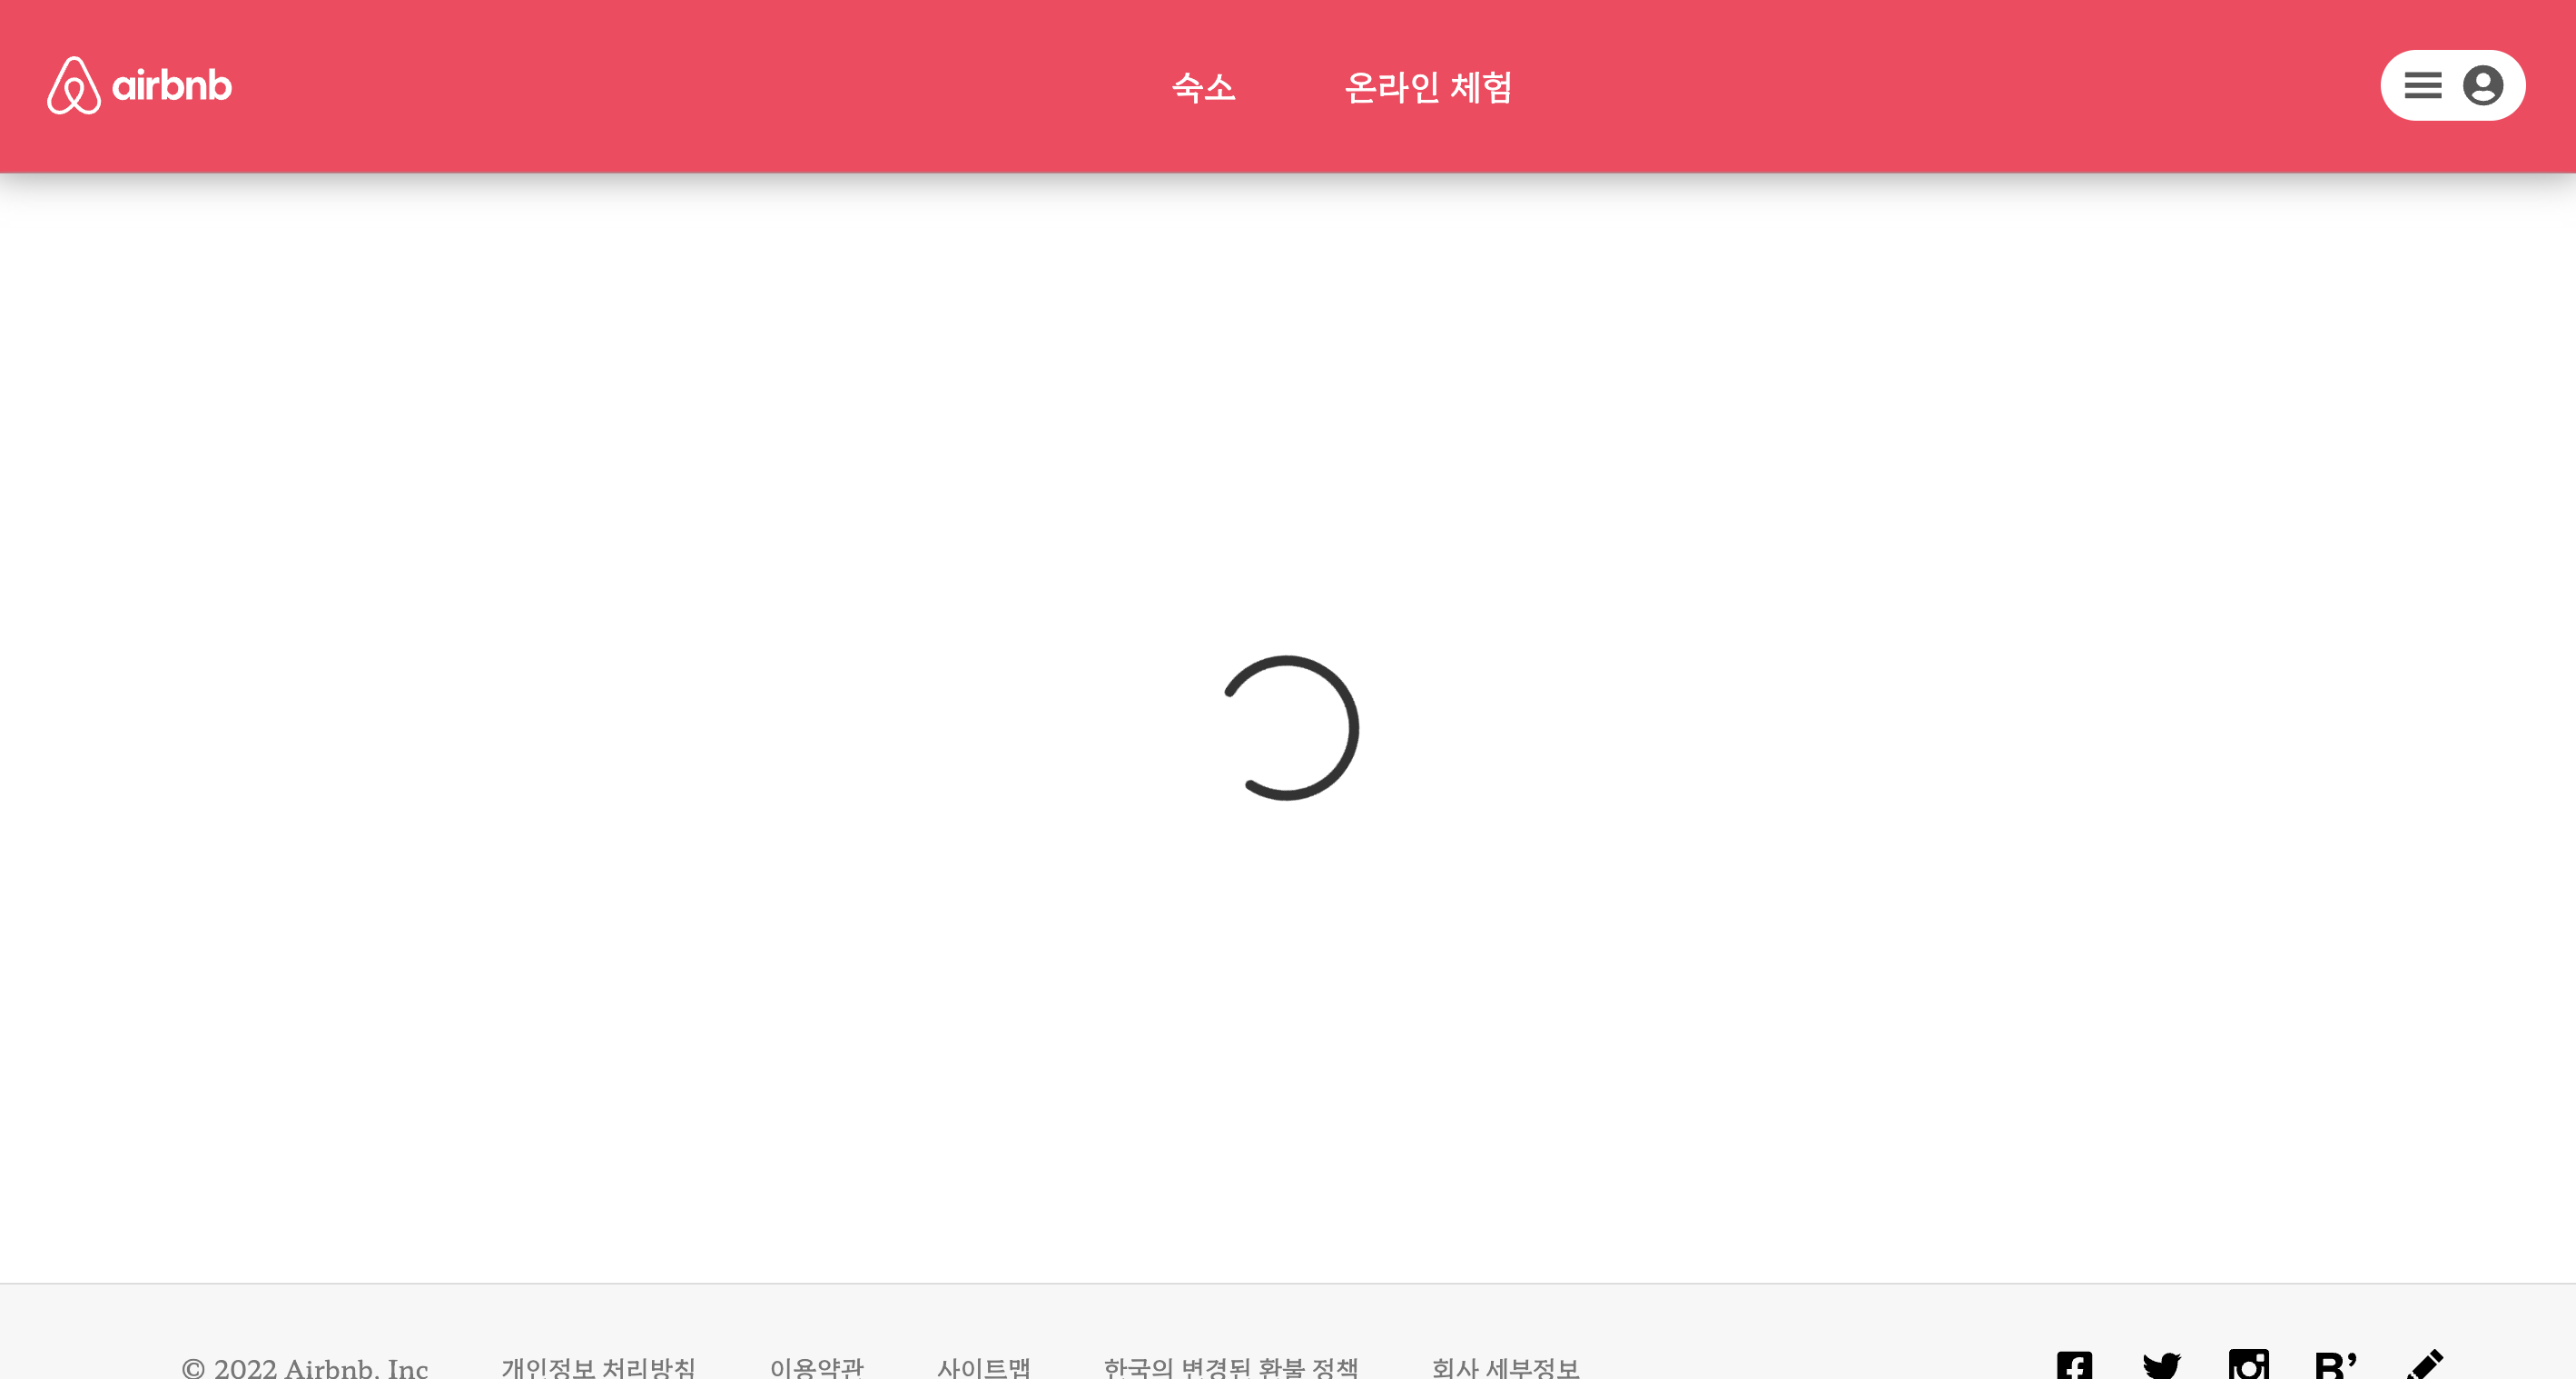 airbnb
숙소
온라인 체험
© 2022 Airbnb, Inc
개인정보 처리방침
이용약관
사이트맵
한국의 변경된 환불 정책
회사 세부정보
B’